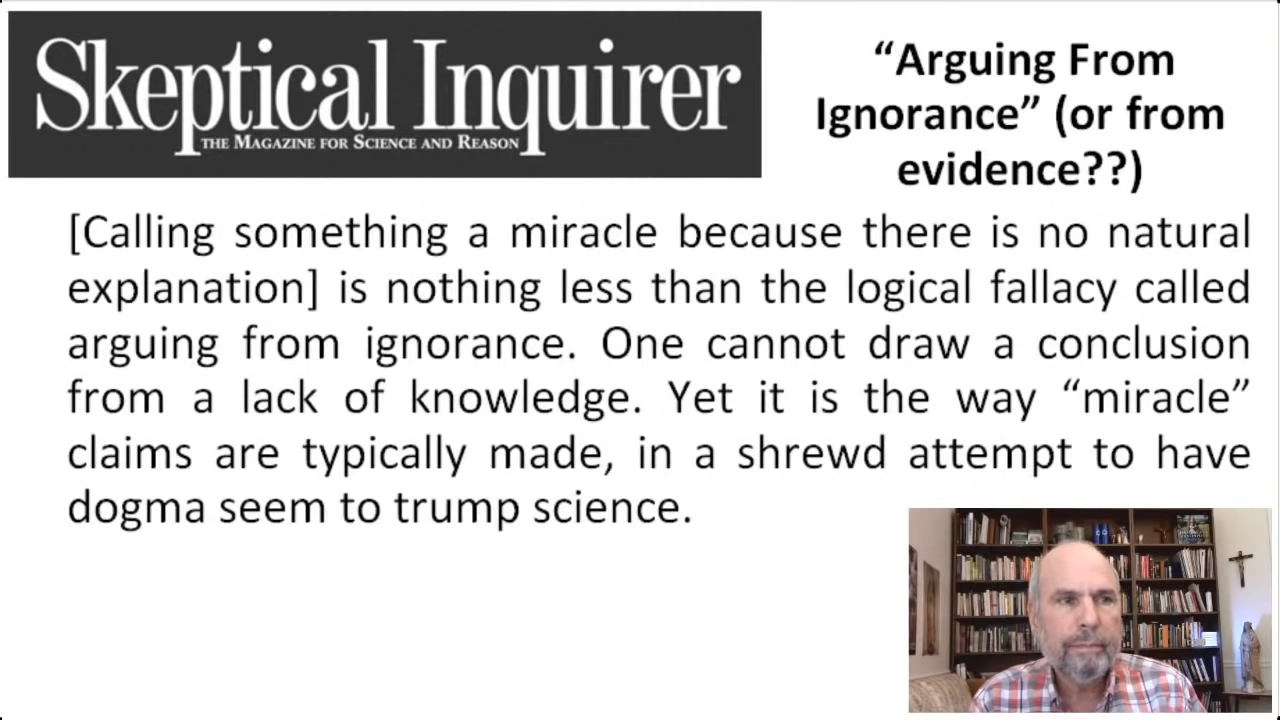 Skeptical Inquirer
THE MAGAZINE FOR SCIENCE AND REASON
“Arguing From
Ignorance” (or from
evidence??)
[Calling something a miracle because there is no natural
explanation] is nothing less than the logical fallacy called
arguing from ignorance. One cannot draw a conclusion
from a lack of knowledge. Yet it is the way “miracle”
claims are typically made, in a shrewd attempt to have
dogma seem to trump science.